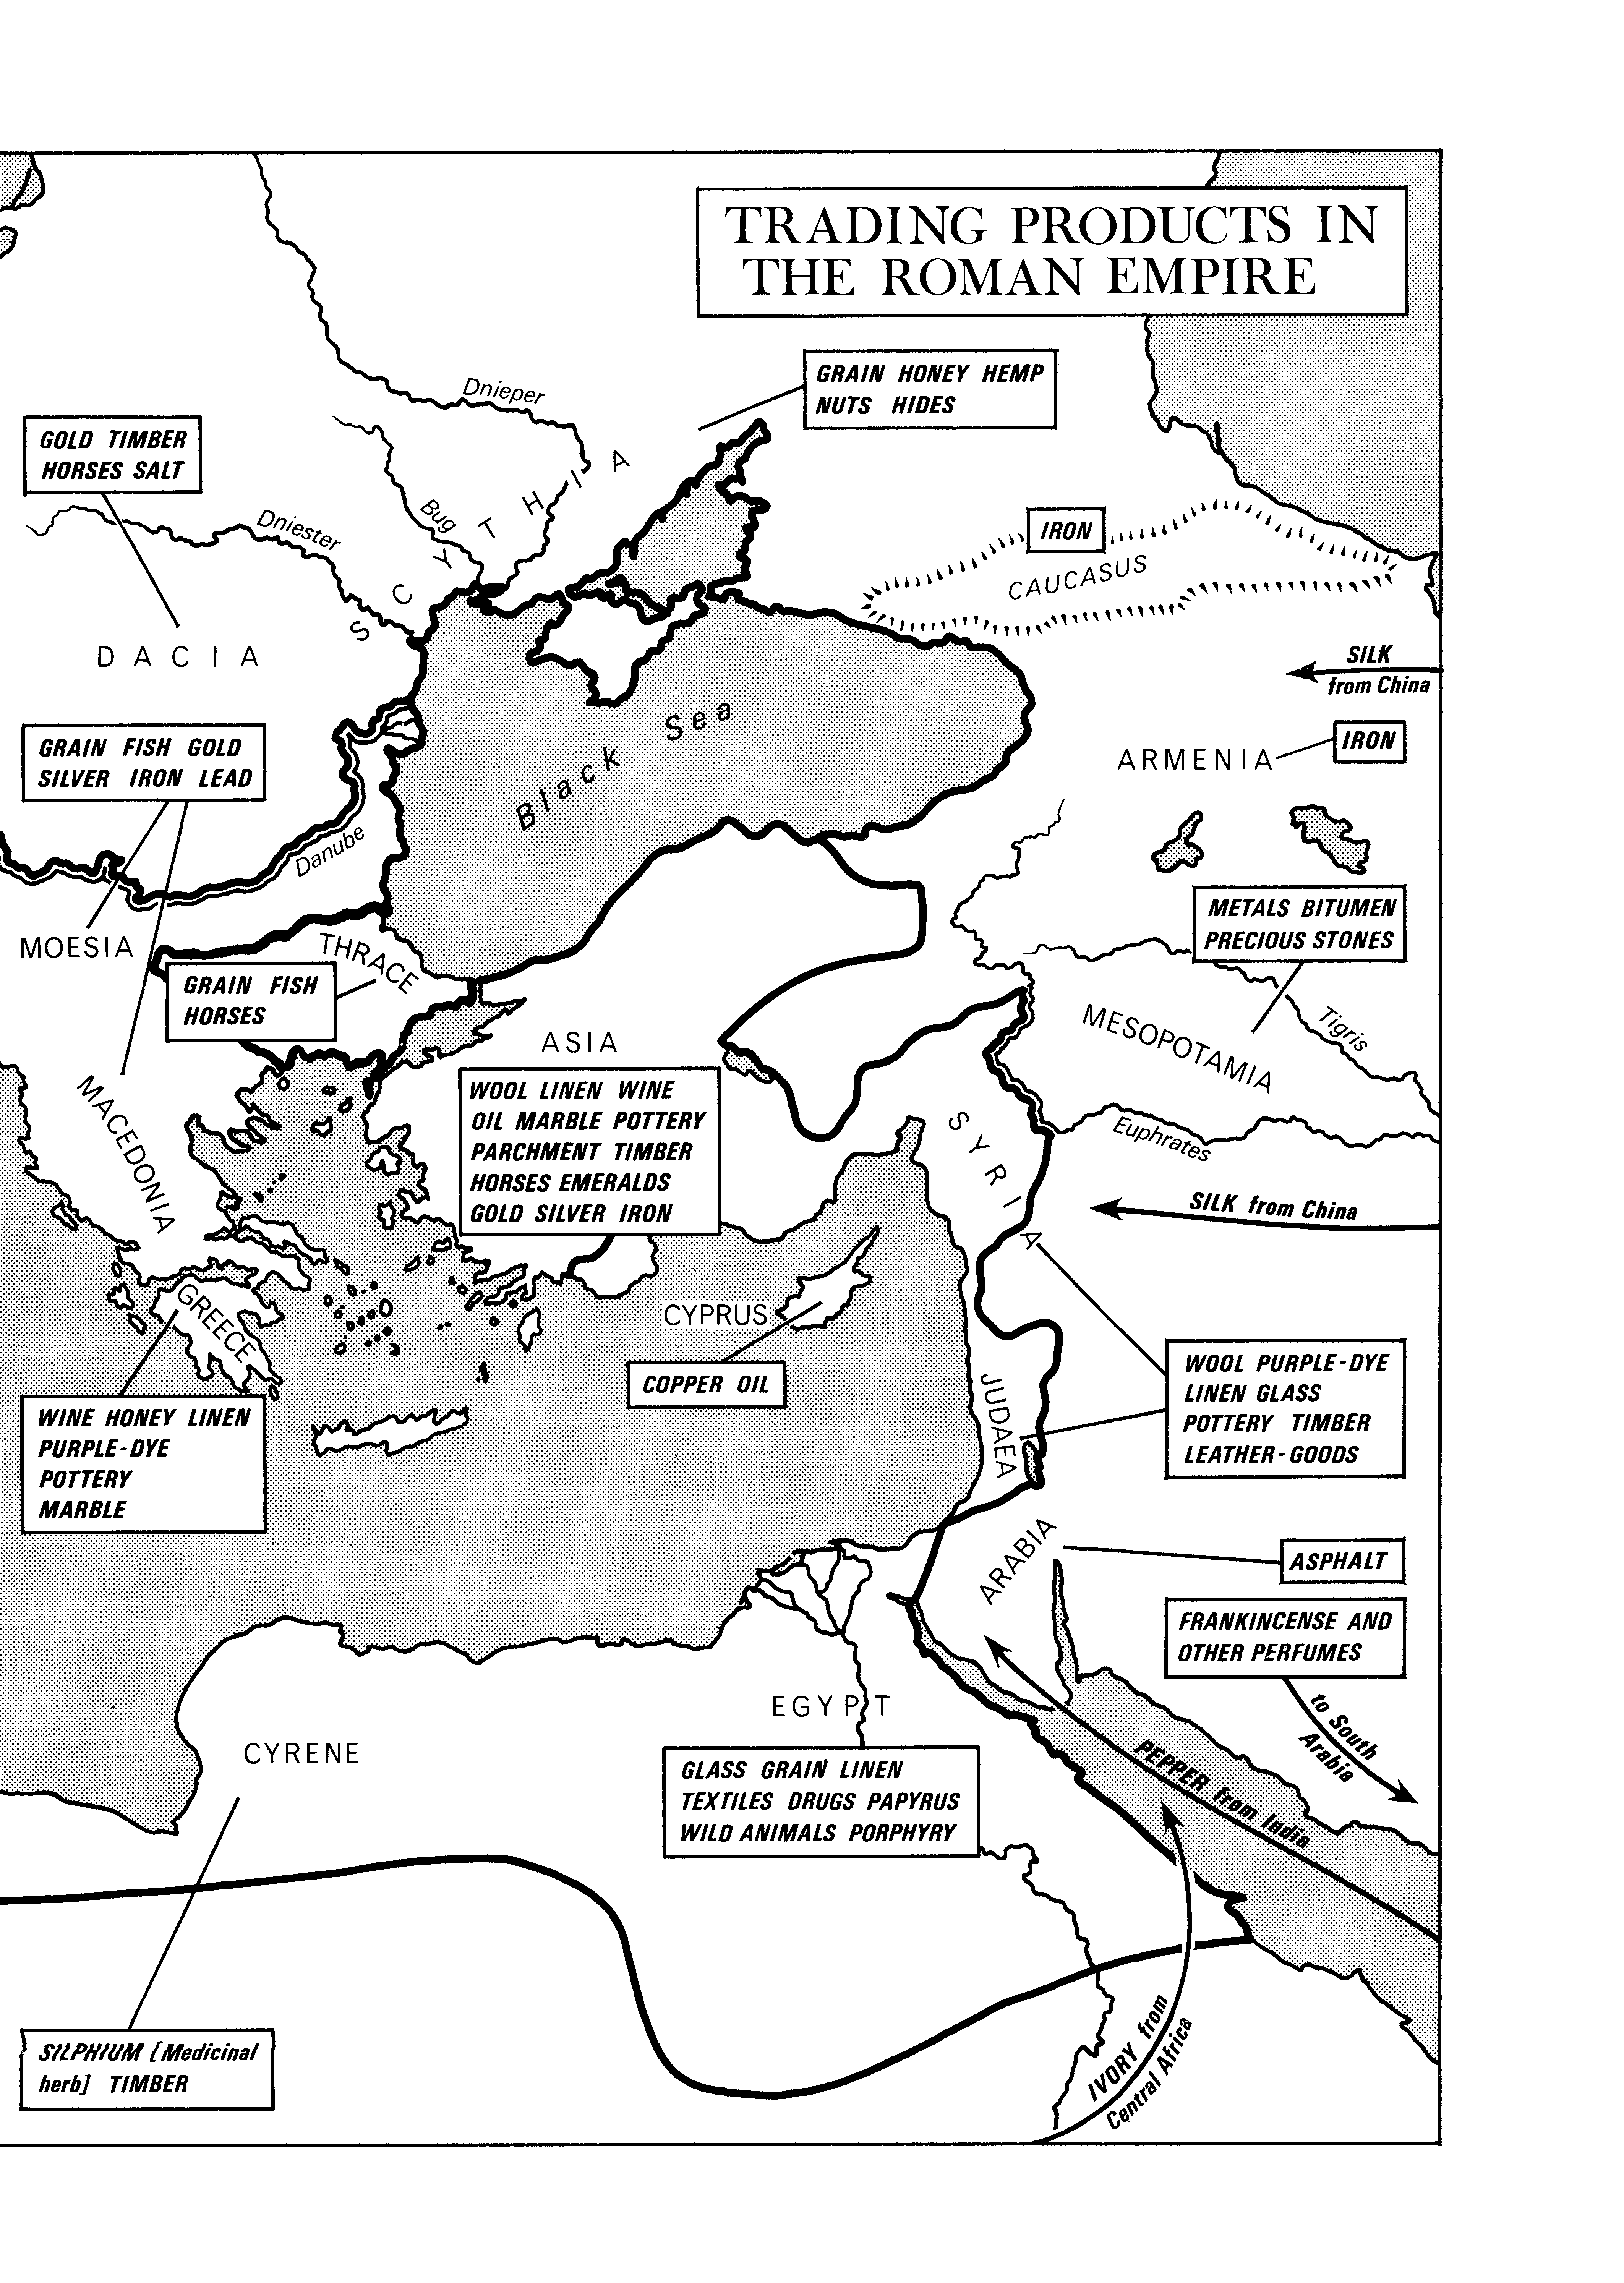 TRADING PRODUCTS IN
THE ROMAN EMPIRE
GRAIN HONEY HEMP
NUTS HIDES
Dnieper
GOLD TIMBER
HORSES SALT
Bug
Dniester
SCYTHIA
IRON
CAUCASUS
DACIA
SILK
from China
Black Sea
GRAIN FISH GOLD
SILVER IRON LEAD
ARMENIA
IRON
Danube
METALS BITUMEN
PRECIOUS STONES
MOESIA
THRACE
GRAIN FISH
HORSES
ASIA
MESOPOTAMIA
Tigris
MACEDONIA
WOOL LINEN WINE
OIL MARBLE POTTERY
PARCHMENT TIMBER
HORSES EMERALDS
GOLD SILVER IRON
SYRIA
Euphrates
SILK from China
GREECE
CYPRUS
COPPER OIL
WINE HONEY LINEN
PURPLE-DYE
POTTERY
MARBLE
JUDAEA
WOOL PURPLE-DYE
LINEN GLASS
POTTERY TIMBER
LEATHER-GOODS
ARABIA
ASPHALT
FRANKINCENSE AND
OTHER PERFUMES
to South
Arabia
EGYPT
CYRENE
PEPPER from India
GLASS GRAIN LINEN
TEXTILES DRUGS PAPYRUS
WILD ANIMALS PORPHYRY
IVORY from
Central Africa
SILPHIUM [Medicinal
herb] TIMBER